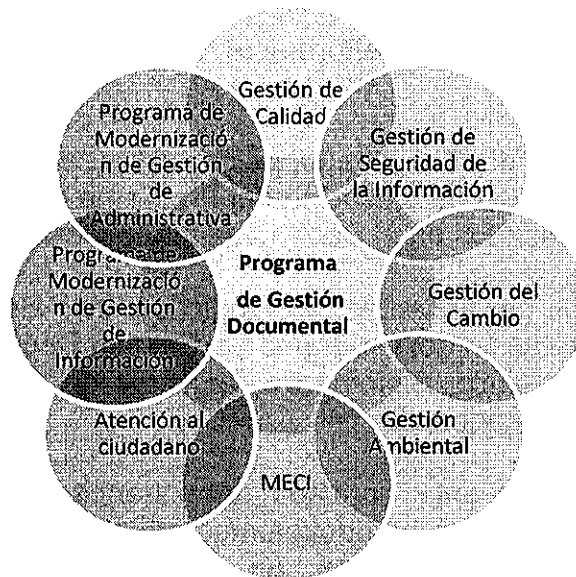 Gestión de
Calidad
Gestión de
Seguridad de
la Información
Gestión del
Cambio
Gestión
Ambiental
MECI
Atención al
ciudadano
Programa de
Modernizació
n de Gestión
de
Información
Programa de
Modernizació
n de Gestión
de
Administrativa
Programa
de Gestión
Documental